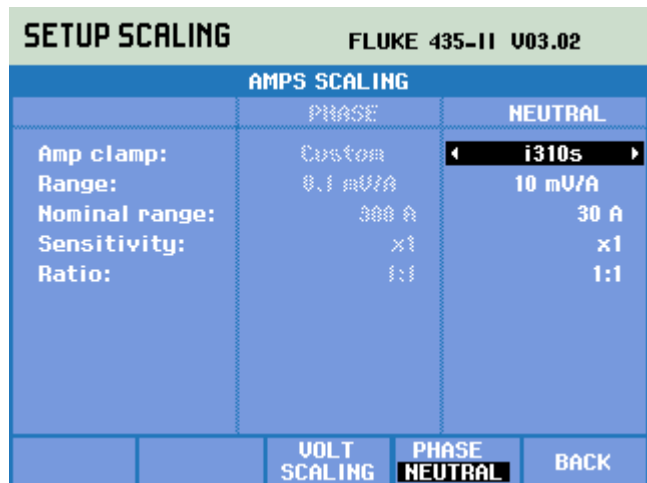 SETUP SCALING FLUKE 435-II V03.02
AMPS SCALING
PHASE NEUTRAL
Amp clamp: Custom i310s
Range: 0.1 mV/A 10 mV/A
Nominal range: 300 A 30 A
Sensitivity: x1 x1
Ratio: 1:1 1:1
VOLT PHASE
SCALING NEUTRAL BACK